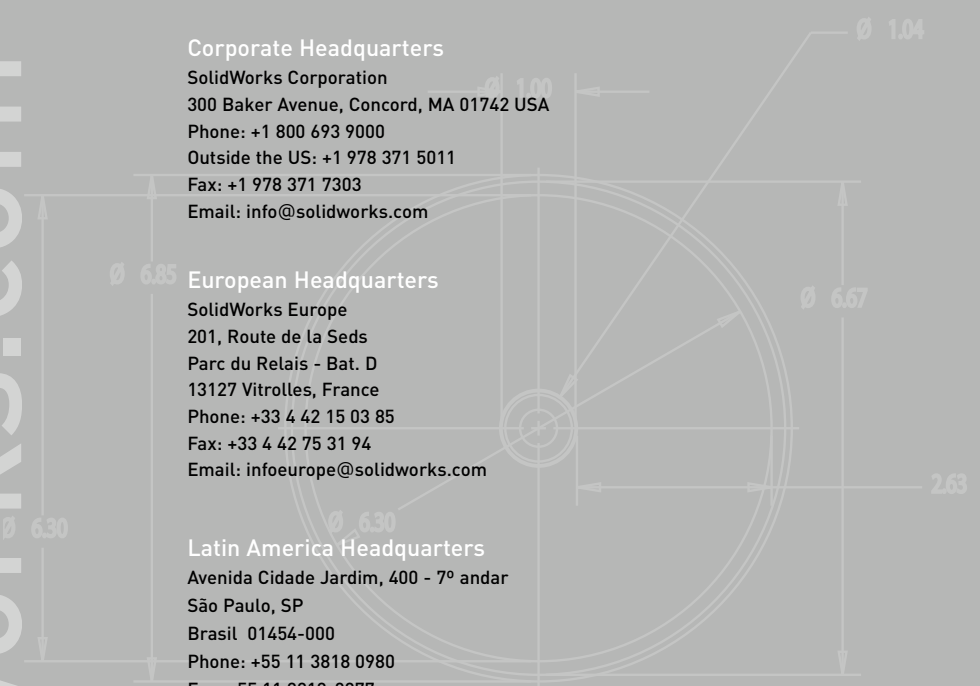 Corporate Headquarters
SolidWorks Corporation
300 Baker Avenue, Concord, MA 01742 USA
Phone: +1 800 693 9000
Outside the US: +1 978 371 5011
Fax: +1 978 371 7303
Email: info@solidworks.com
European Headquarters
SolidWorks Europe
201, Route de la Seds
Parc du Relais - Bat. D
13127 Vitrolles, France
Phone: +33 4 42 15 03 85
Fax: +33 4 42 75 31 94
Email: infoeurope@solidworks.com
Latin America Headquarters
Avenida Cidade Jardim, 400 - 7º andar
São Paulo, SP
Brasil 01454-000
Phone: +55 11 3818 0980
Ø 1.04
Ø 1.00
Ø 6.85
Ø 6.67
2.63
Ø 6.30
Ø 6.30